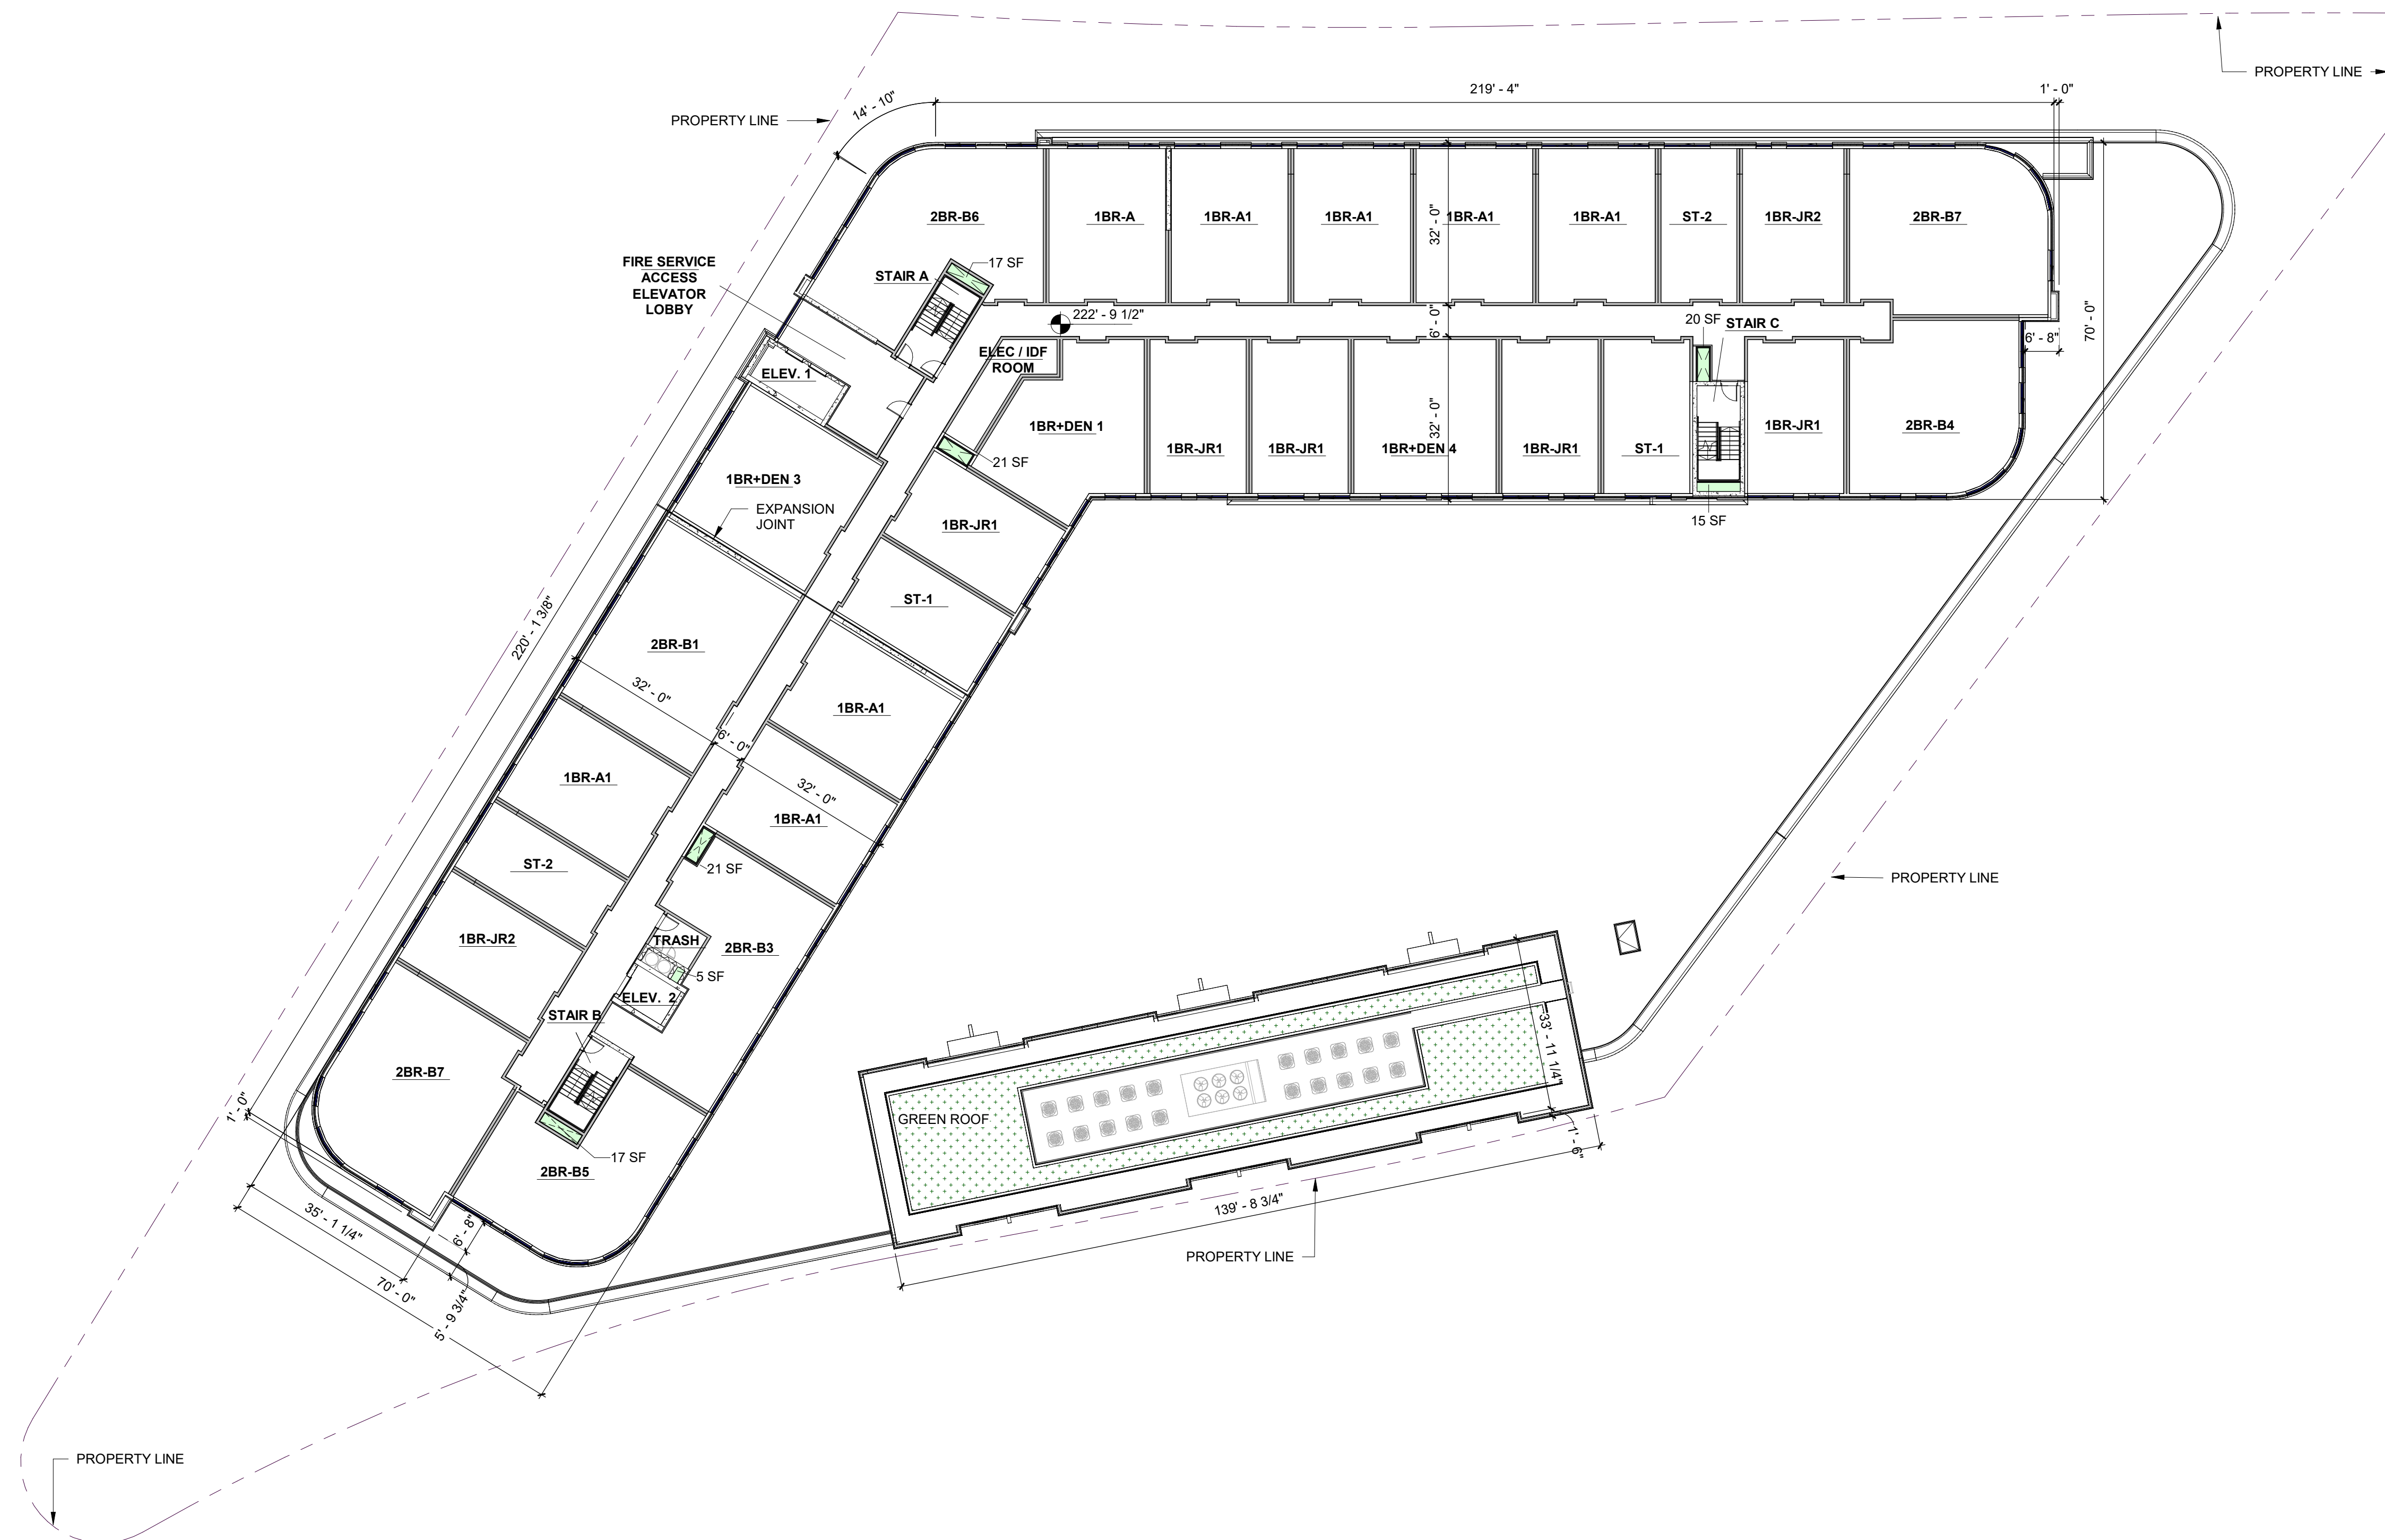 PROPERTY LINE
219' - 4"
1' - 0"
14' - 10"
PROPERTY LINE
2BR-B6
1BR-A
1BR-A1
1BR-A1
1BR-A1
1BR-A1
ST-2
1BR-JR2
2BR-B7
32' - 0"
FIRE SERVICE
ACCESS
ELEVATOR
LOBBY
STAIR A
17 SF
222' - 9 1/2"
6' - 0"
20 SF
STAIR C
6' - 8"
70' - 0"
ELEC / IDF
ROOM
ELEV. 1
1BR+DEN 1
32' - 0"
1BR-JR1
1BR-JR1
1BR+DEN 4
1BR-JR1
ST-1
1BR-JR1
2BR-B4
21 SF
1BR+DEN 3
EXPANSION
JOINT
1BR-JR1
15 SF
ST-1
220' - 1 3/8"
2BR-B1
32' - 0"
1BR-A1
6' - 0"
1BR-A1
32' - 0"
1BR-A1
ST-2
21 SF
PROPERTY LINE
1BR-JR2
TRASH
2BR-B3
5 SF
ELEV. 2
STAIR B
2BR-B7
33' - 11 1/4"
GREEN ROOF
1' - 0"
17 SF
2BR-B5
1' - 6"
139' - 8 3/4"
35' - 1 1/4"
6' - 8"
PROPERTY LINE
70' - 0"
5' - 9 3/4"
PROPERTY LINE